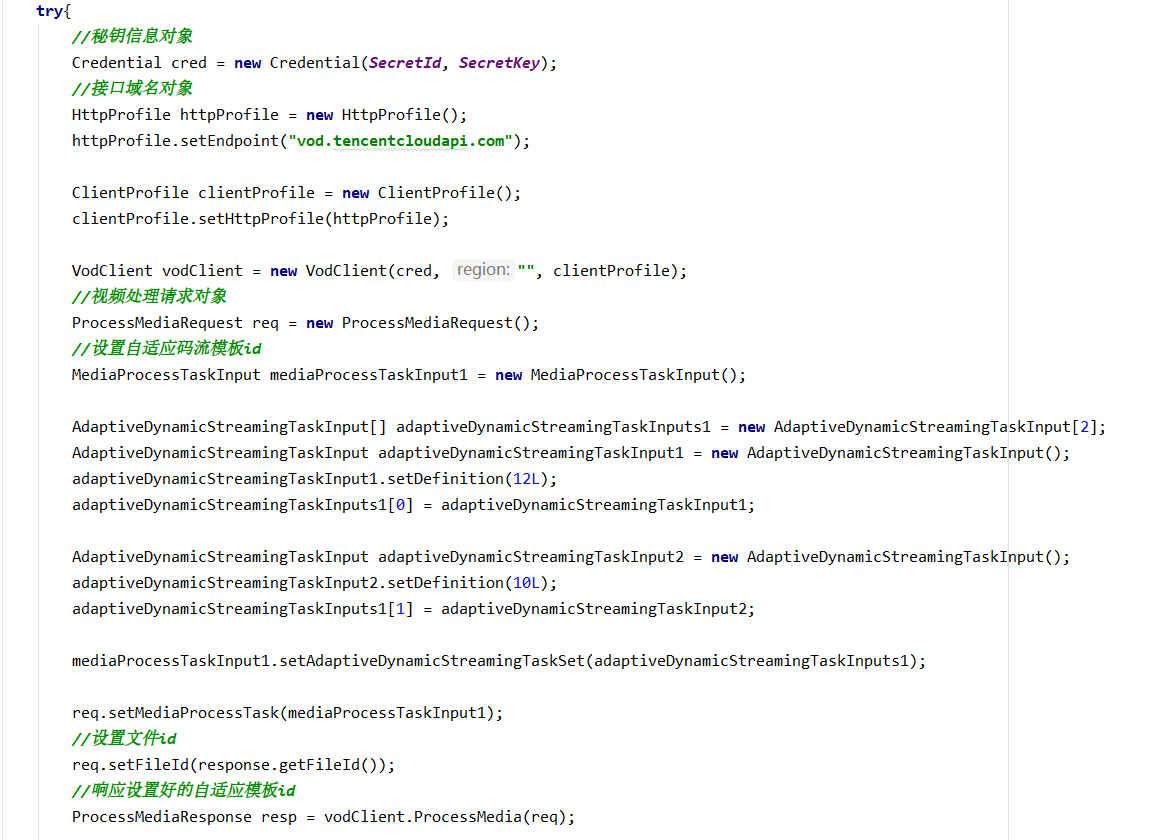 try{
//秘钥信息对象
Credential cred = new Credential(SecretId, SecretKey);
//接口域名对象
HttpProfile httpProfile = new HttpProfile();
httpProfile.setEndpoint("vod.tencentcloudapi.com");
ClientProfile clientProfile = new ClientProfile();
clientProfile.setHttpProfile(httpProfile);
VodClient vodClient = new VodClient(cred, region: "", clientProfile);
//视频处理请求对象
ProcessMediaRequest req = new ProcessMediaRequest();
//设置自适应码流模板id
MediaProcessTaskInput mediaProcessTaskInput1 = new MediaProcessTaskInput();
AdaptiveDynamicStreamingTaskInput[] adaptiveDynamicStreamingTaskInputs1 = new AdaptiveDynamicStreamingTaskInput[2];
AdaptiveDynamicStreamingTaskInput adaptiveDynamicStreamingTaskInput1 = new AdaptiveDynamicStreamingTaskInput();
adaptiveDynamicStreamingTaskInput1.setDefinition(12L);
adaptiveDynamicStreamingTaskInputs1[0] = adaptiveDynamicStreamingTaskInput1;
AdaptiveDynamicStreamingTaskInput adaptiveDynamicStreamingTaskInput2 = new AdaptiveDynamicStreamingTaskInput();
adaptiveDynamicStreamingTaskInput2.setDefinition(10L);
adaptiveDynamicStreamingTaskInputs1[1] = adaptiveDynamicStreamingTaskInput2;
mediaProcessTaskInput1.setAdaptiveDynamicStreamingTaskSet(adaptiveDynamicStreamingTaskInputs1);
req.setMediaProcessTask(mediaProcessTaskInput1);
//设置文件id
req.setFileId(response.getFileId());
//响应设置好的自适应模板id
ProcessMediaResponse resp = vodClient.ProcessMedia(req);